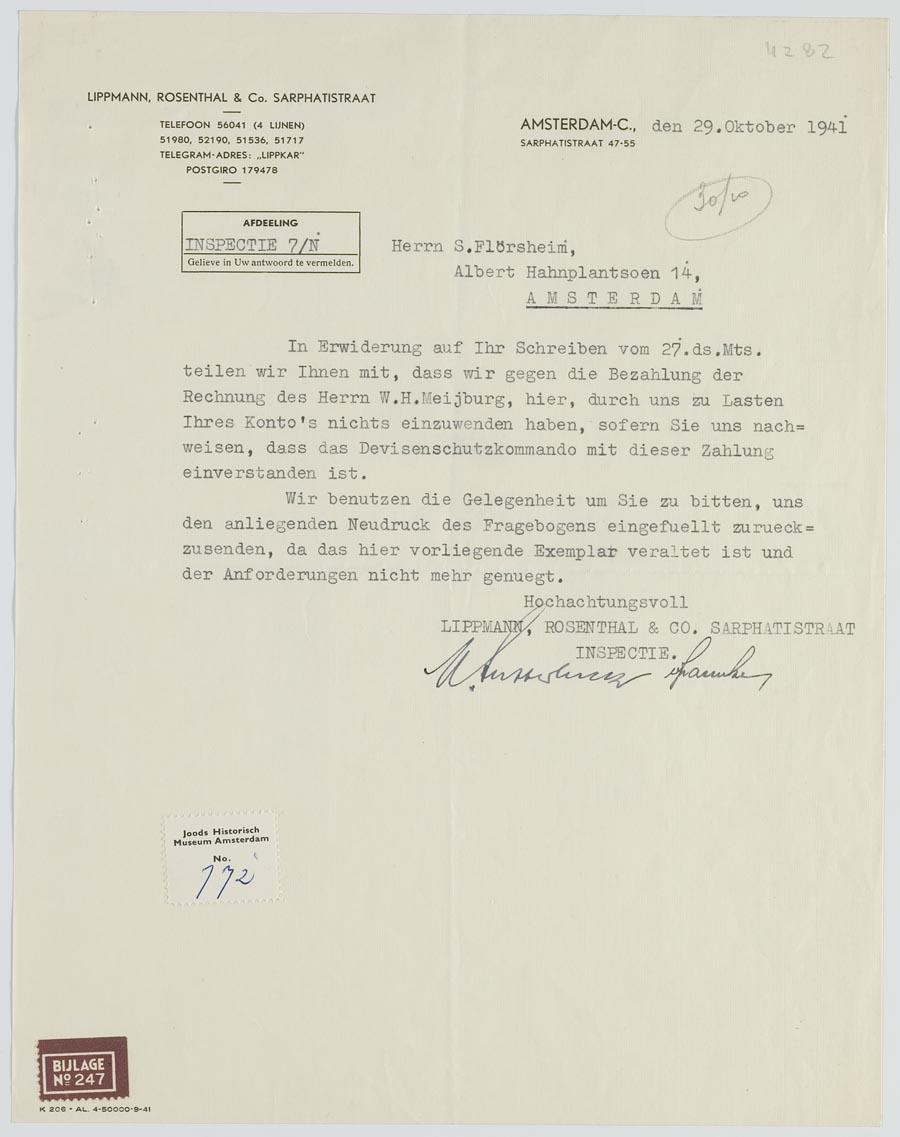 4282
LIPPMANN, ROSENTHAL & Co. SARPHATISTRAAT
TELEFOON 56041 (4 LIJNEN)
51980, 52190, 51536, 51717
TELEGRAM-ADRES: „LIPPKAR”
POSTGIRO 179478
AMSTERDAM-C., den 29.Oktober 1941
SARPHATISTRAAT 47-55
30/10
AFDEELING
INSPECTIE 7/N
Gelieve in Uw antwoord te vermelden.
Herrn S.Flörsheim,
Albert Hahnplantsoen 14,
A M S T E R D A M
In Erwiderung auf Ihr Schreiben vom 27.ds.Mts.
teilen wir Ihnen mit, dass wir gegen die Bezahlung der
Rechnung des Herrn W.H.Meijburg, hier, durch uns zu Lasten
Ihres Konto's nichts einzuwenden haben, sofern Sie uns nach=
weisen, dass das Devisenschutzkommando mit dieser Zahlung
einverstanden ist.
Wir benutzen die Gelegenheit um Sie zu bitten, uns
den anliegenden Neudruck des Fragebogens eingefuellt zurueck=
zusenden, da das hier vorliegende Exemplar veraltet ist und
der Anforderungen nicht mehr genuegt.
Hochachtungsvoll
LIPPMANN, ROSENTHAL & CO. SARPHATISTRAAT
INSPECTIE.
Joods Historisch
Museum Amsterdam
No.
172
BIJLAGE
No 247
K 206 - AL. 4-50000-9-41